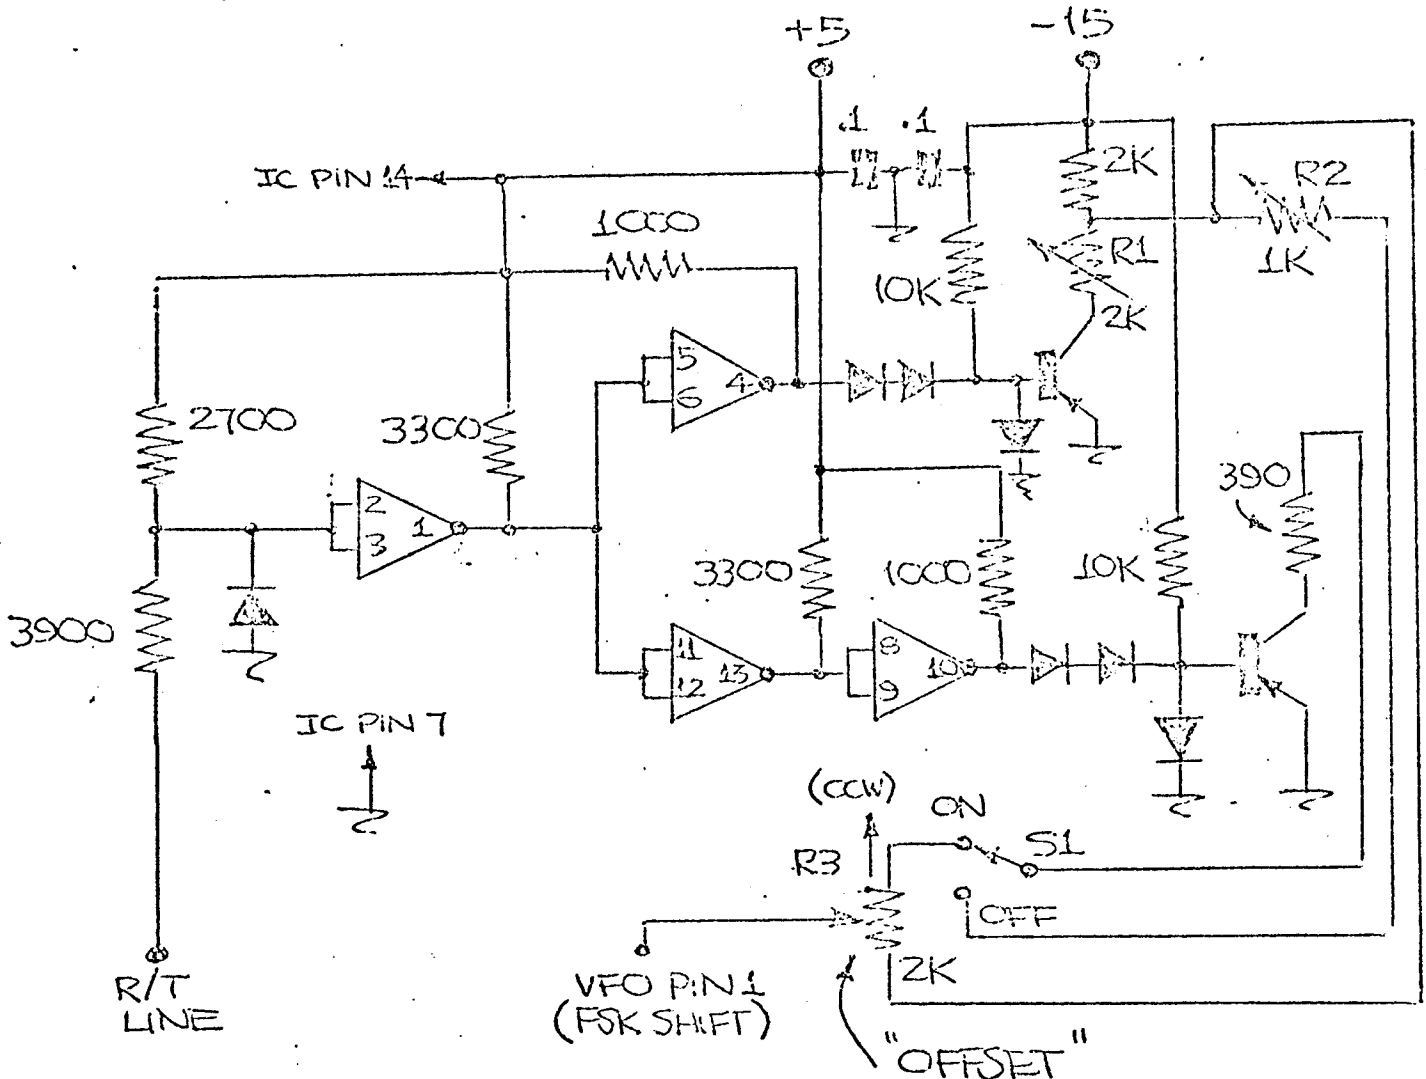 +5
-15
.1
.1
2K
IC PIN 14
R2
1000
R1
1K
10K
2K
5
4
6
2700
3300
390
2
1
3
3300
1000
10K
3900
11
8
13
10
12
9
IC PIN 7
(CCW)
ON
R3
S1
OFF
2K
R/T
LINE
VFO PIN 1
(FSK SHIFT)
"OFFSET"